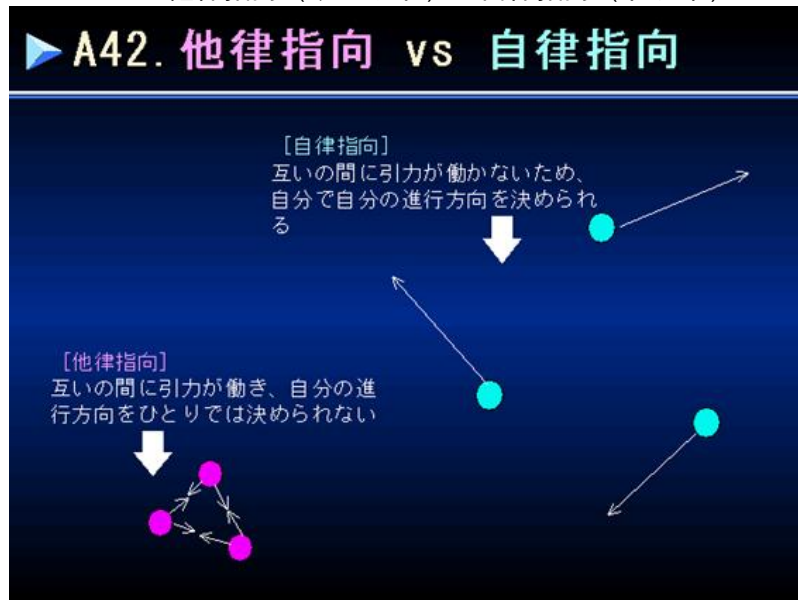 A42.他律指向 vs 自律指向
[自律指向]
互いの間に引力が働かないため、
自分で自分の進行方向を決められ
る
[他律指向]
互いの間に引力が働き、自分の進
行方向をひとりでは決められない